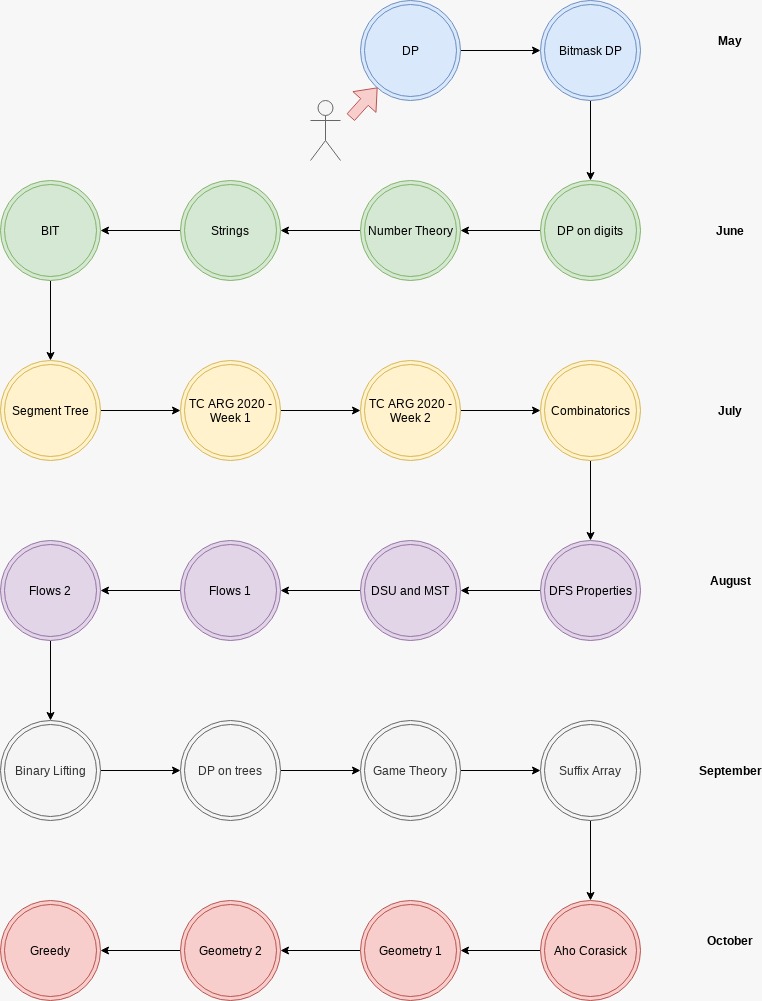 DP
Bitmask DP
May
BIT
Strings
Number Theory
DP on digits
June
Segment Tree
TC ARG 2020 -
Week 1
TC ARG 2020 -
Week 2
Combinatorics
July
Flows 2
Flows 1
DSU and MST
DFS Properties
August
Binary Lifting
DP on trees
Game Theory
Suffix Array
September
Greedy
Geometry 2
Geometry 1
Aho Corasick
October